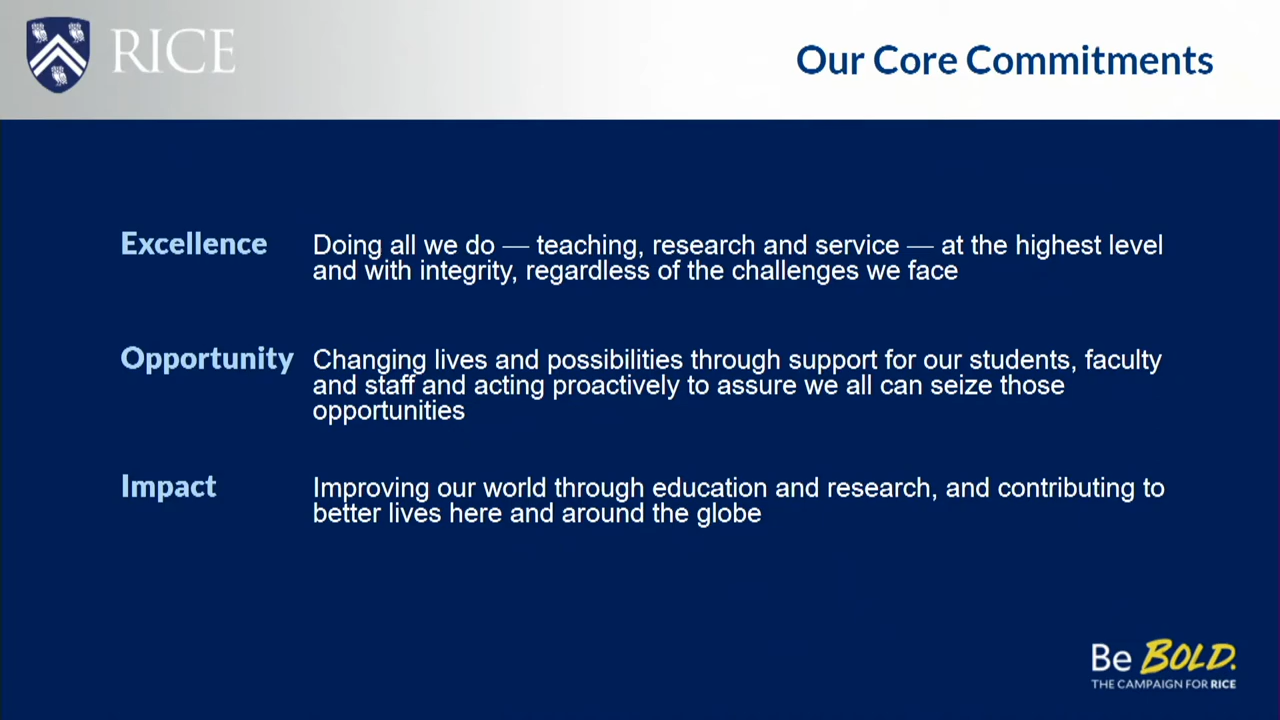 RICE
Our Core Commitments
Excellence
Doing all we do — teaching, research and service — at the highest level
and with integrity, regardless of the challenges we face
Opportunity
Changing lives and possibilities through support for our students, faculty
and staff and acting proactively to assure we all can seize those
opportunities
Impact
Improving our world through education and research, and contributing to
better lives here and around the globe
Be BOLD.
THE CAMPAIGN FOR RICE